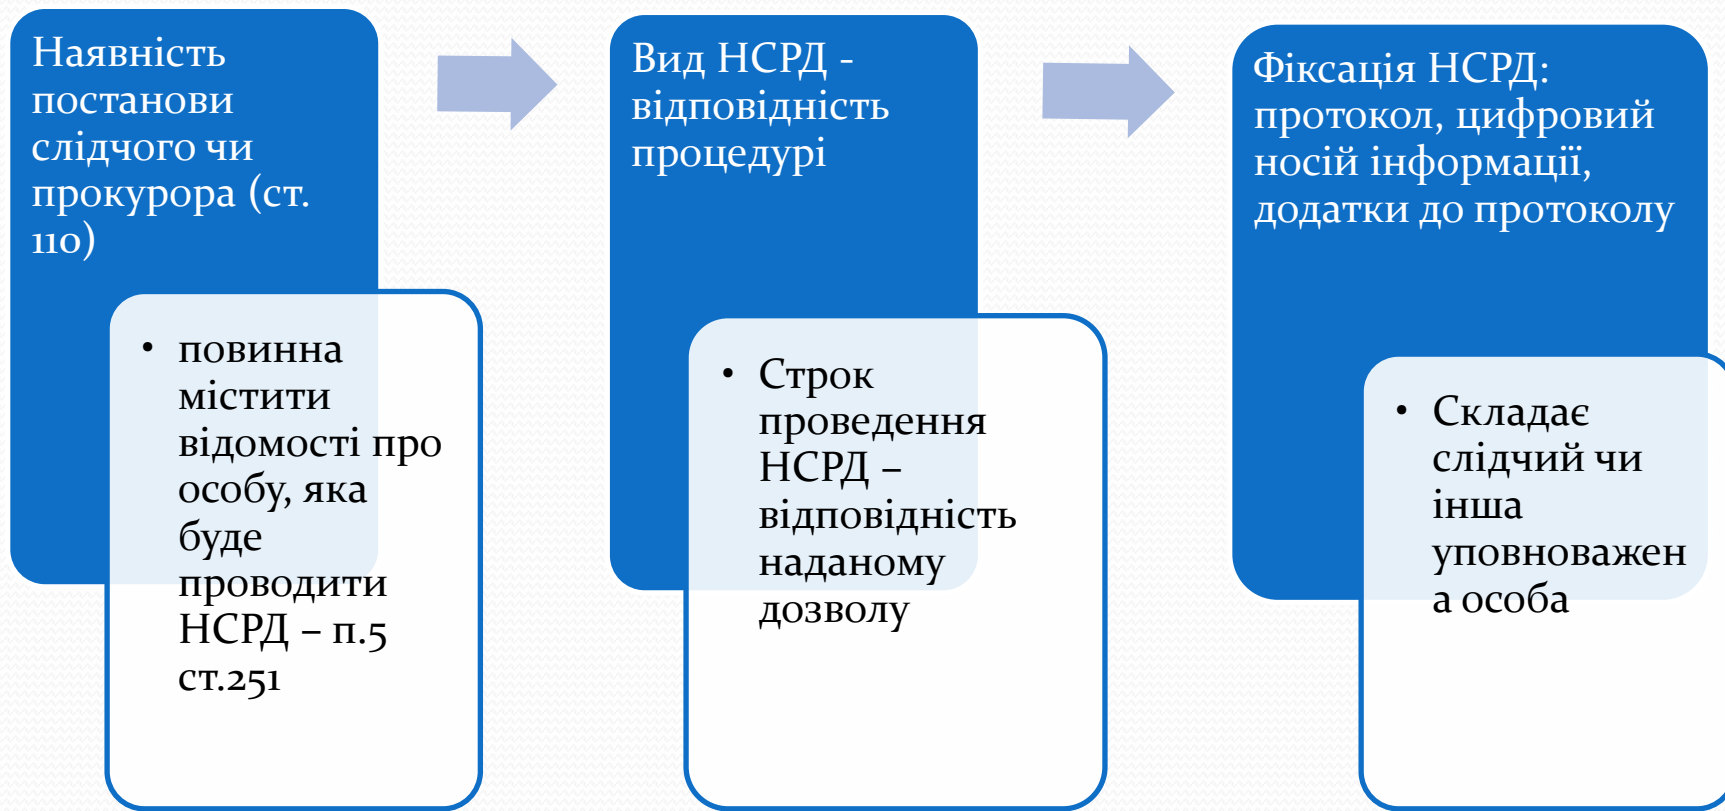 Наявність
постанови
слідчого чи
прокурора (ст.
110)
• повинна
містити
відомості про
особу, яка
буде
проводити
НСРД – п.5
ст.251
Вид НСРД -
відповідність
процедурі
• Строк
проведення
НСРД –
відповідність
наданому
дозволу
Фіксація НСРД:
протокол, цифровий
носій інформації,
додатки до протоколу
• Складає
слідчий чи
інша
уповноважен
а особа